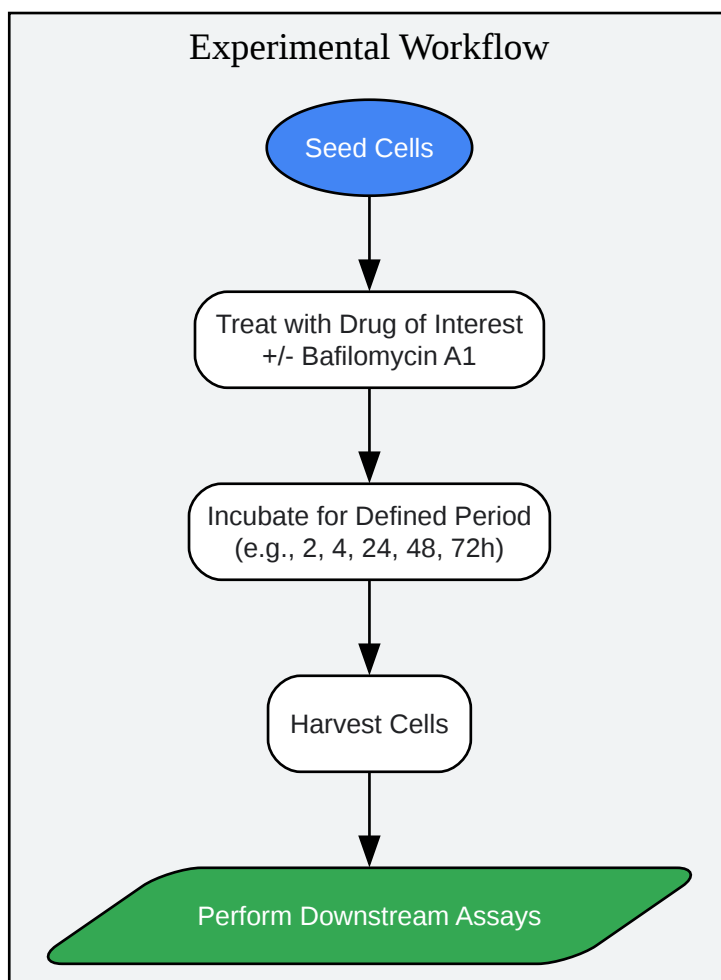 Experimental Workflow
Seed Cells
Treat with Drug of Interest
+/- Bafilomycin A1
Incubate for Defined Period
(e.g., 2, 4, 24, 48, 72h)
Harvest Cells
Perform Downstream Assays